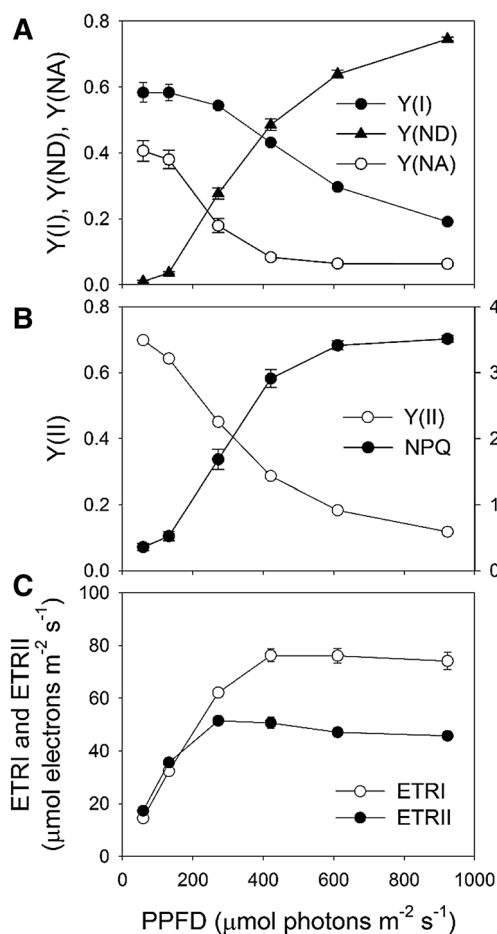 A
0.8
0.6
0.4
0.2
0.0
Y(I), Y(ND), Y(NA)
Y(I)
Y(ND)
Y(NA)
B
0.8
0.6
0.4
0.2
0.0
Y(II)
4
3
2
1
0
Y(II)
NPQ
C
100
80
60
40
20
0
ETRI and ETRII
(μmol electrons m-2 s-1)
ETRI
ETRII
0 200 400 600 800 1000
PPFD (μmol photons m-2 s-1)